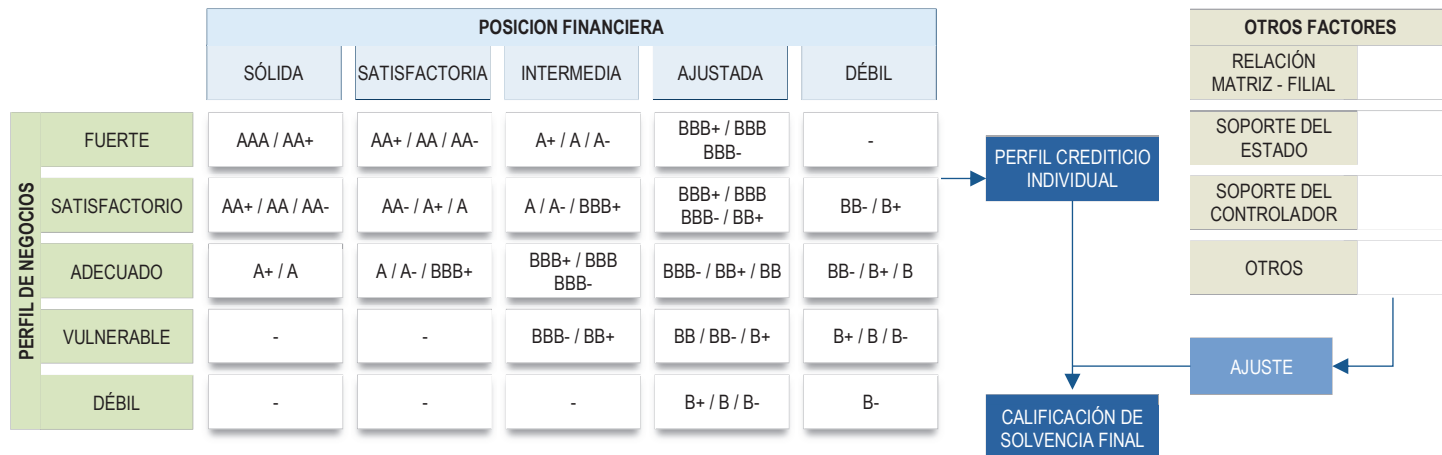 POSICION FINANCIERA
SÓLIDA
SATISFACTORIA
INTERMEDIA
AJUSTADA
DÉBIL
PERFIL DE NEGOCIOS
FUERTE
AAA / AA+
AA+ / AA / AA-
A+ / A / A-
BBB+ / BBB
BBB-
-
SATISFACTORIO
AA+ / AA / AA-
AA- / A+ / A
A / A- / BBB+
BBB+ / BBB
BBB- / BB+
BB- / B+
ADECUADO
A+ / A
A / A- / BBB+
BBB+ / BBB
BBB-
BBB- / BB+ / BB
BB- / B+ / B
VULNERABLE
-
-
BBB- / BB+
BB / BB- / B+
B+ / B / B-
DÉBIL
-
-
-
B+ / B / B-
B-
PERFIL CREDITICIO
INDIVIDUAL
CALIFICACIÓN DE
SOLVENCIA FINAL
OTROS FACTORES
RELACIÓN
MATRIZ - FILIAL
SOPORTE DEL
ESTADO
SOPORTE DEL
CONTROLADOR
OTROS
AJUSTE